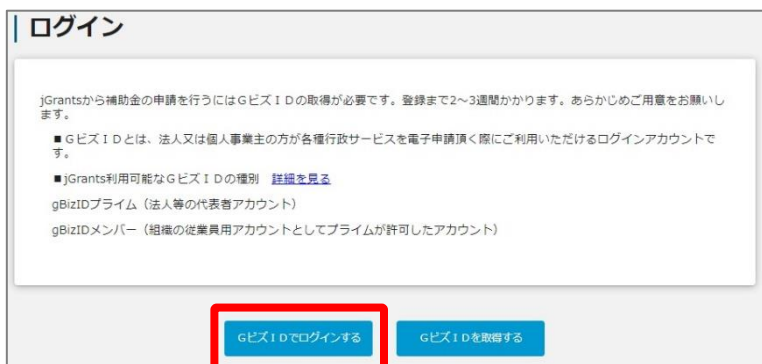 ログイン
jGrantsから補助金の申請を行うにはGビズIDの取得が必要です。登録まで2~3週間かかります。あらかじめご用意をお願いし
ます。
■GビズIDとは、法人又は個人事業主の方が各種行政サービスを電子申請頂く際にご利用いただけるログインアカウントで
す。
■jGrants利用可能なGビズIDの種別 詳細を見る
gBizIDプライム（法人等の代表者アカウント）
gBizIDメンバー（組織の従業員用アカウントとしてプライムが許可したアカウント）
GビズIDでログインする GビズIDを取得する